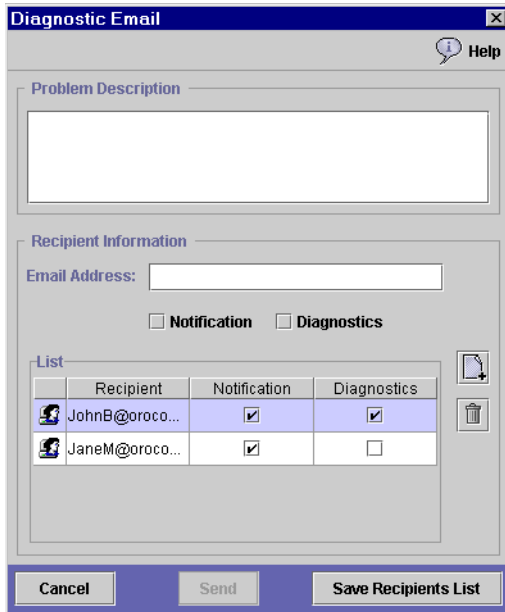 Diagnostic Email
Help
Problem Description
Recipient Information
Email Address:
Notification Diagnostics
List
Recipient Notification Diagnostics
JohnB@oroco...
JaneM@oroco...
Cancel Send Save Recipients List